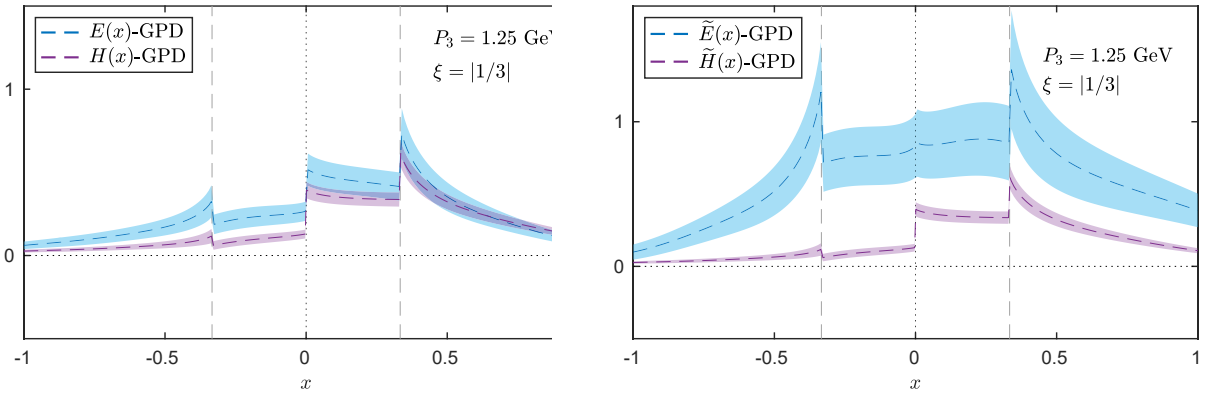 E(x)-GPD
H(x)-GPD
P₃ = 1.25 GeV
ξ = |1/3|
1
0
-1 -0.5 0 0.5
x
Ẽ(x)-GPD
H̃(x)-GPD
P₃ = 1.25 GeV
ξ = |1/3|
1
0
-1 -0.5 0 0.5 1
x